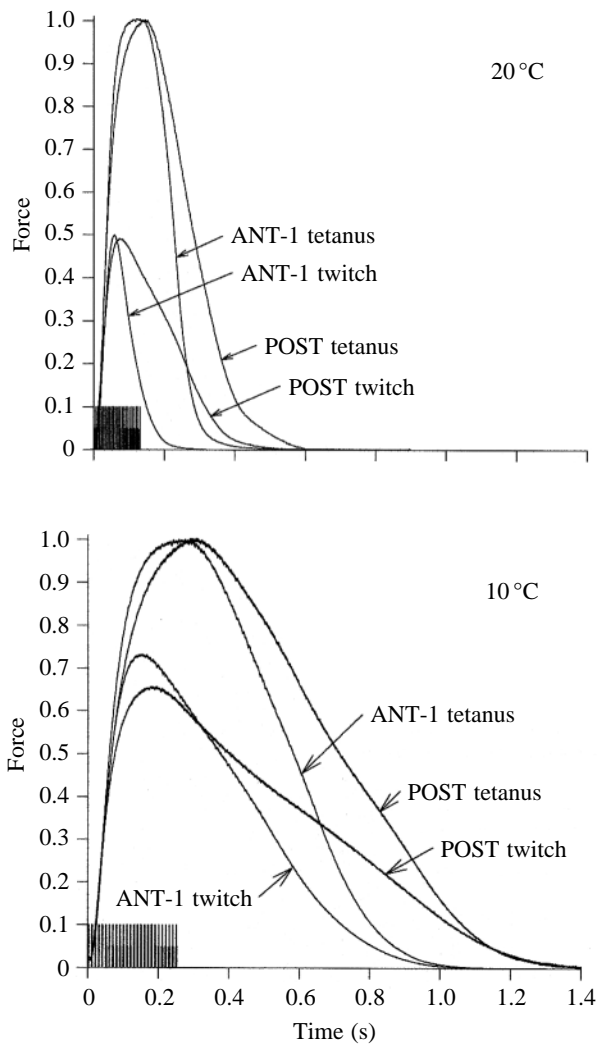 1.0
20 °C
0.9
0.8
0.7
0.6
Force
0.5
ANT-1 tetanus
ANT-1 twitch
0.4
0.3
POST tetanus
0.2
POST twitch
0.1
0
1.0
0.9
10 °C
0.8
0.7
0.6
ANT-1 tetanus
Force
0.5
POST tetanus
0.4
0.3
POST twitch
0.2
ANT-1 twitch
0.1
0
0 0.2 0.4 0.6 0.8 1.0 1.2 1.4
Time (s)